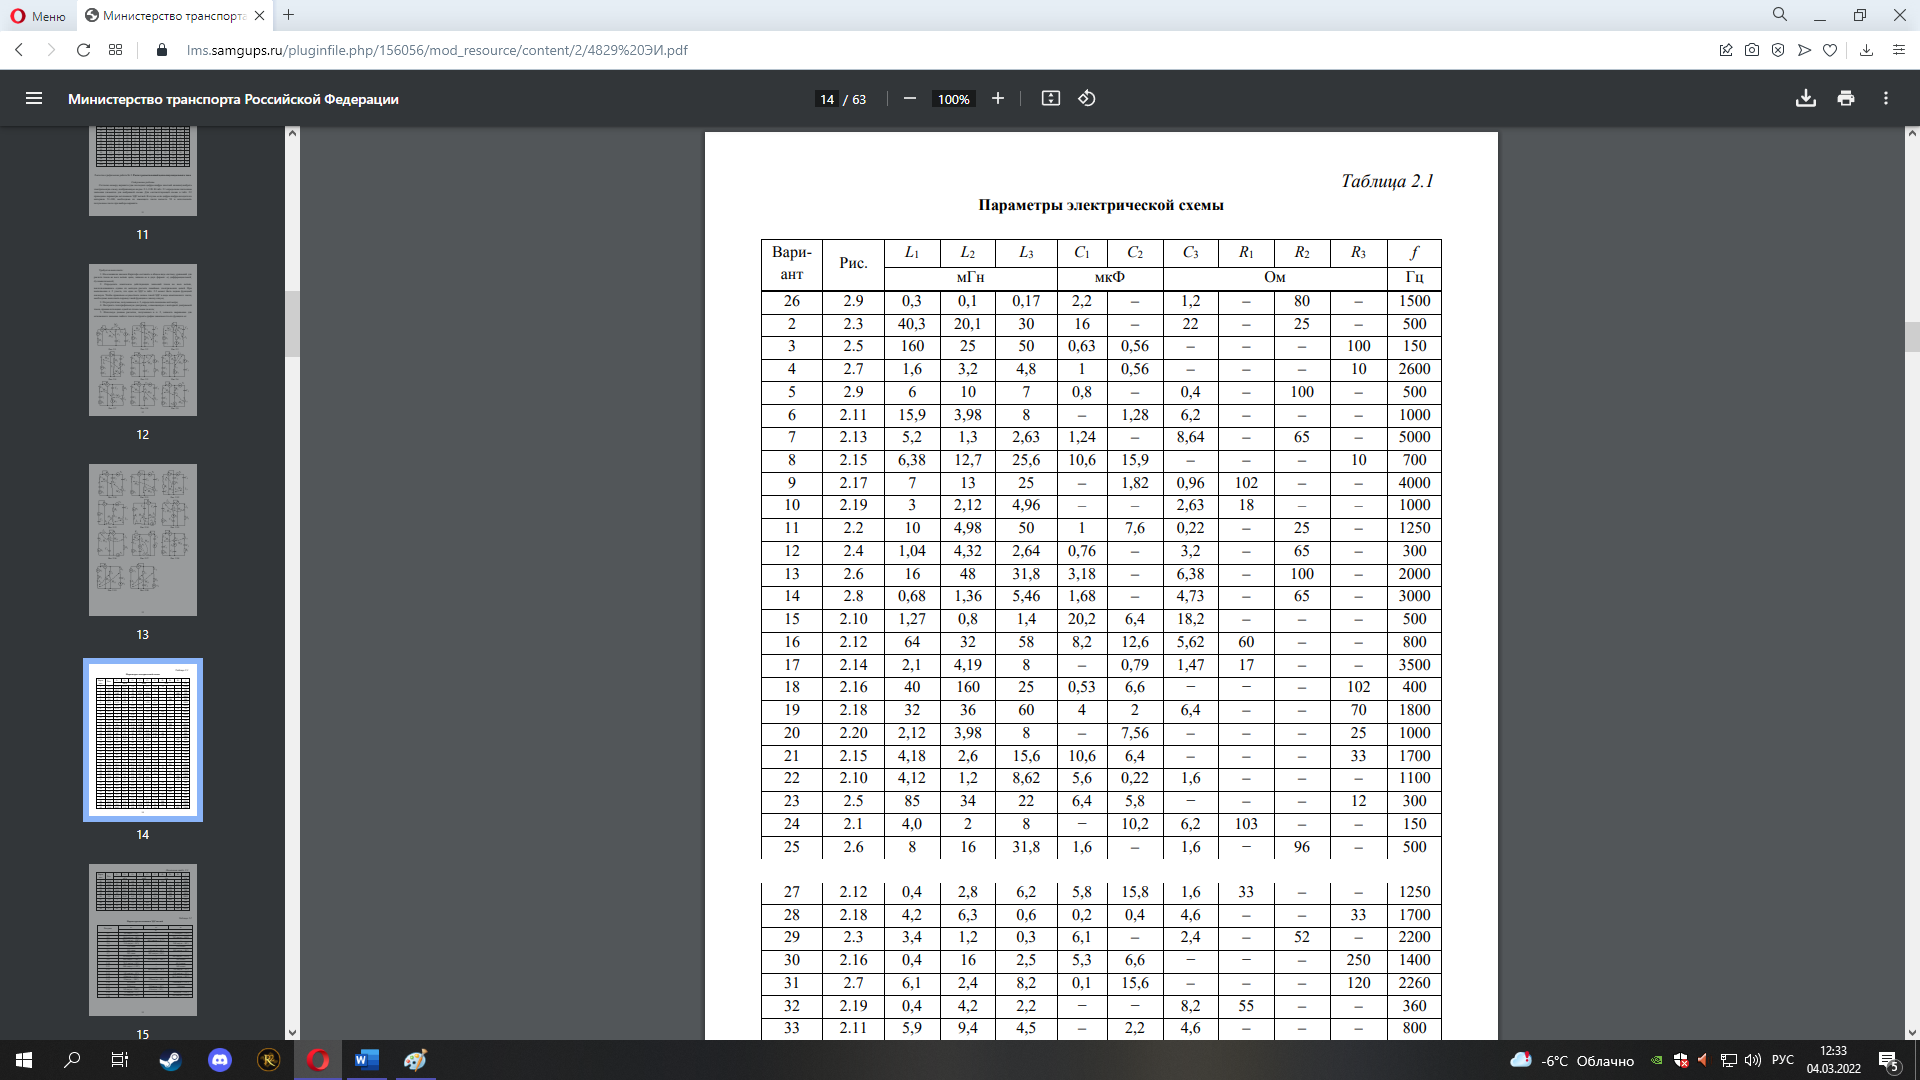 Меню
Министерство транспорта
lms.samgups.ru/pluginfile.php/156056/mod_resource/content/2/4829%20ЭИ.pdf
Министерство транспорта Российской Федерации
14 / 63
100%
11
12
13
14
15
Таблица 2.1
Параметры электрической схемы
Вари-ант Рис. L1 L2 L3 C1 C2 C3 R1 R2 R3 f
мГн мкФ Ом Гц
26 2.9 0,3 0,1 0,17 2,2 – 1,2 – 80 – 1500
2 2.3 40,3 20,1 30 16 – 22 – 25 – 500
3 2.5 160 25 50 0,63 0,56 – – – 100 150
4 2.7 1,6 3,2 4,8 1 0,56 – – – 10 2600
5 2.9 6 10 7 0,8 – 0,4 – 100 – 500
6 2.11 15,9 3,98 8 – 1,28 6,2 – – – 1000
7 2.13 5,2 1,3 2,63 1,24 – 8,64 – 65 – 5000
8 2.15 6,38 12,7 25,6 10,6 15,9 – – – 10 700
9 2.17 7 13 25 – 1,82 0,96 102 – – 4000
10 2.19 3 2,12 4,96 – – 2,63 18 – – 1000
11 2.2 10 4,98 50 1 7,6 0,22 – 25 – 1250
12 2.4 1,04 4,32 2,64 0,76 – 3,2 – 65 – 300
13 2.6 16 48 31,8 3,18 – 6,38 – 100 – 2000
14 2.8 0,68 1,36 5,46 1,68 – 4,73 – 65 – 3000
15 2.10 1,27 0,8 1,4 20,2 6,4 18,2 – – – 500
16 2.12 64 32 58 8,2 12,6 5,62 60 – – 800
17 2.14 2,1 4,19 8 – 0,79 1,47 17 – – 3500
18 2.16 40 160 25 0,53 6,6 – – – 102 400
19 2.18 32 36 60 4 2 6,4 – – 70 1800
20 2.20 2,12 3,98 8 – 7,56 – – – 25 1000
21 2.15 4,18 2,6 15,6 10,6 6,4 – – – 33 1700
22 2.10 4,12 1,2 8,62 5,6 0,22 1,6 – – – 1100
23 2.5 85 34 22 6,4 5,8 – – – 12 300
24 2.1 4,0 2 8 – 10,2 6,2 103 – – 150
25 2.6 8 16 31,8 1,6 – 1,6 – 96 – 500
27 2.12 0,4 2,8 6,2 5,8 15,8 1,6 33 – – 1250
28 2.18 4,2 6,3 0,6 0,2 0,4 4,6 – – 33 1700
29 2.3 3,4 1,2 0,3 6,1 – 2,4 – 52 – 2200
30 2.16 0,4 16 2,5 5,3 6,6 – – – 250 1400
31 2.7 6,1 2,4 8,2 0,1 15,6 – – – 120 2260
32 2.19 0,4 4,2 2,2 – – 8,2 55 – – 360
33 2.11 5,9 9,4 4,5 – 2,2 4,6 – – – 800
-6°C Облачно
РУС
12:33
04.03.2022
5